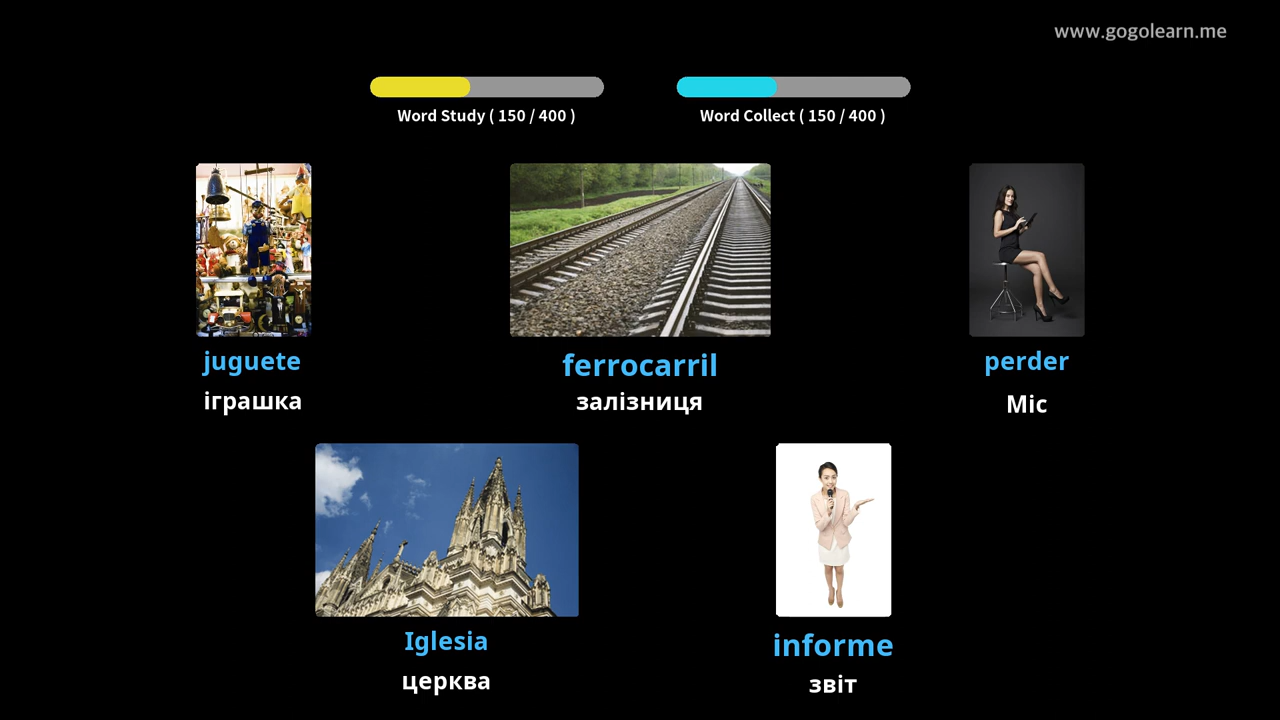 www.gogolearn.me
Word Study ( 150 / 400 )
Word Collect ( 150 / 400 )
juguete
іграшка
ferrocarril
залізниця
perder
Міс
Iglesia
церква
informe
звіт